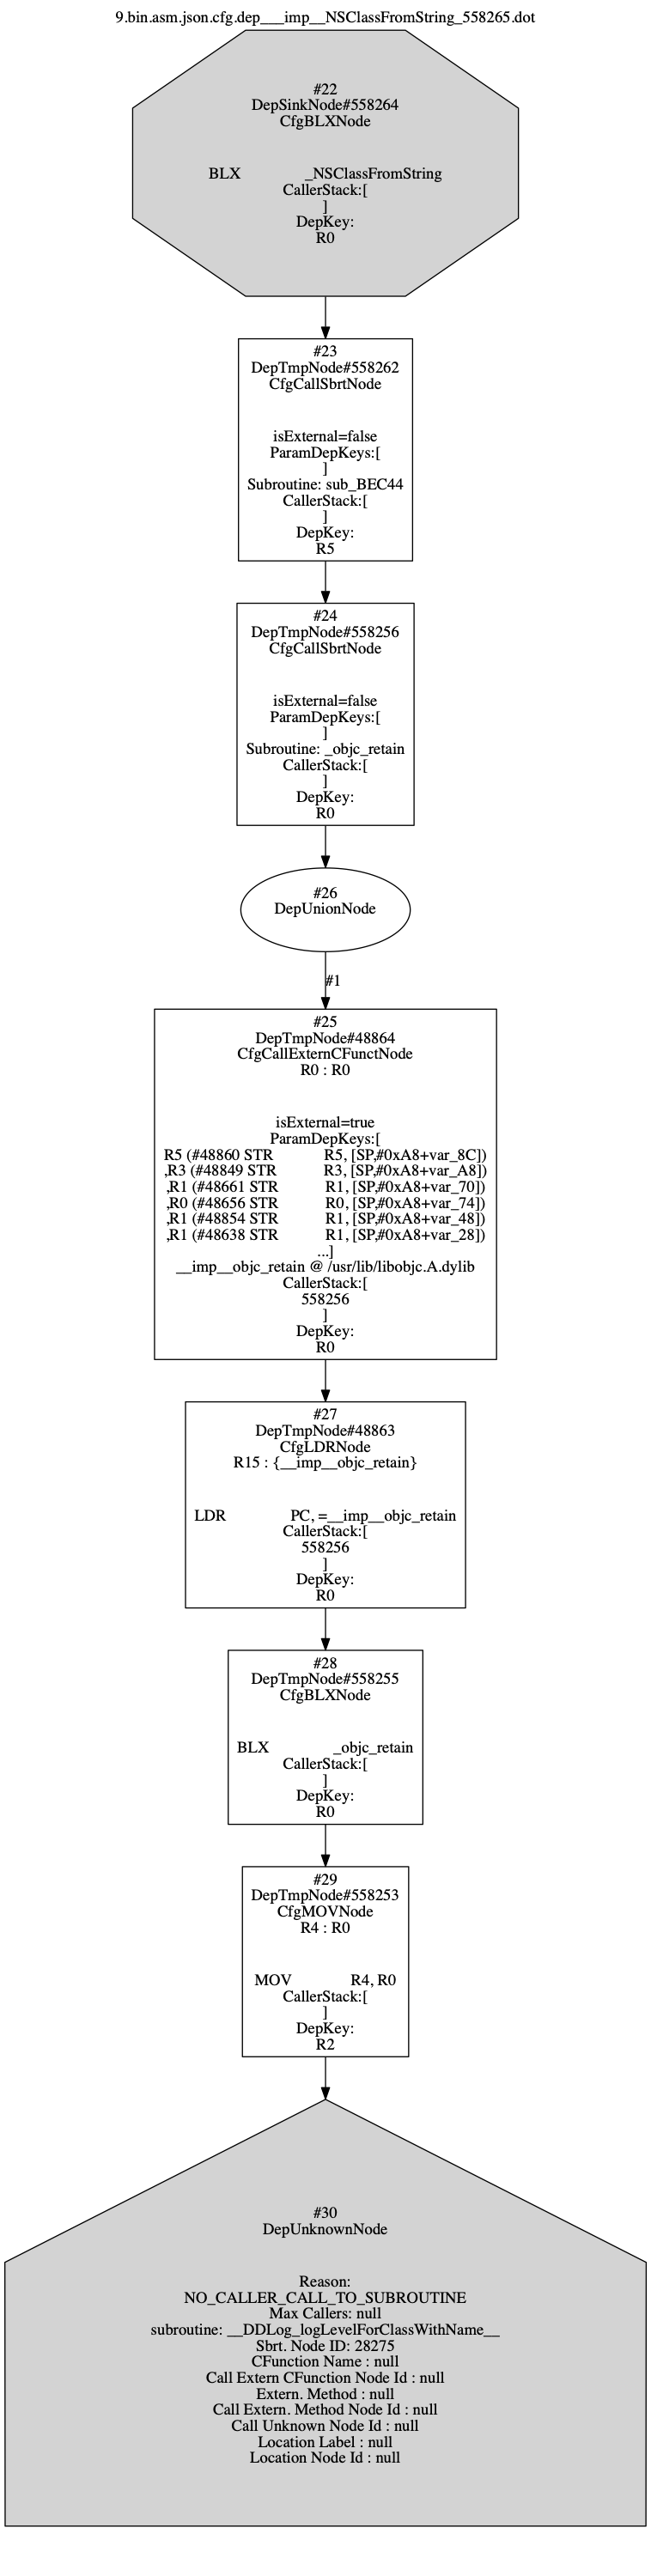 9.bin.asm.json.cfg.dep___imp__NSClassFromString_558265.dot
#22
DepSinkNode#558264
CfgBLXNode
BLX _NSClassFromString
CallerStack:[
]
DepKey:
R0
#23
DepTmpNode#558262
CfgCallSbrtNode
isExternal=false
ParamDepKeys:[
]
Subroutine: sub_BEC44
CallerStack:[
]
DepKey:
R5
#24
DepTmpNode#558256
CfgCallSbrtNode
isExternal=false
ParamDepKeys:[
]
Subroutine: _objc_retain
CallerStack:[
]
DepKey:
R0
#26
DepUnionNode
#1
#25
DepTmpNode#48864
CfgCallExternCFunctNode
R0 : R0
isExternal=true
ParamDepKeys:[
R5 (#48860 STR R5, [SP,#0xA8+var_8C])
,R3 (#48849 STR R3, [SP,#0xA8+var_A8])
,R1 (#48661 STR R1, [SP,#0xA8+var_70])
,R0 (#48656 STR R0, [SP,#0xA8+var_74])
,R1 (#48854 STR R1, [SP,#0xA8+var_48])
,R1 (#48638 STR R1, [SP,#0xA8+var_28])
...]
__imp__objc_retain @ /usr/lib/libobjc.A.dylib
CallerStack:[
558256
]
DepKey:
R0
#27
DepTmpNode#48863
CfgLDRNode
R15 : {__imp__objc_retain}
LDR PC, =__imp__objc_retain
CallerStack:[
558256
]
DepKey:
R0
#28
DepTmpNode#558255
CfgBLXNode
BLX _objc_retain
CallerStack:[
]
DepKey:
R0
#29
DepTmpNode#558253
CfgMOVNode
R4 : R0
MOV R4, R0
CallerStack:[
]
DepKey:
R2
#30
DepUnknownNode
Reason:
NO_CALLER_CALL_TO_SUBROUTINE
Max Callers: null
subroutine: __DDLog_logLevelForClassWithName__
Sbrt. Node ID: 28275
CFunction Name : null
Call Extern CFunction Node Id : null
Extern. Method : null
Call Extern. Method Node Id : null
Call Unknown Node Id : null
Location Label : null
Location Node Id : null